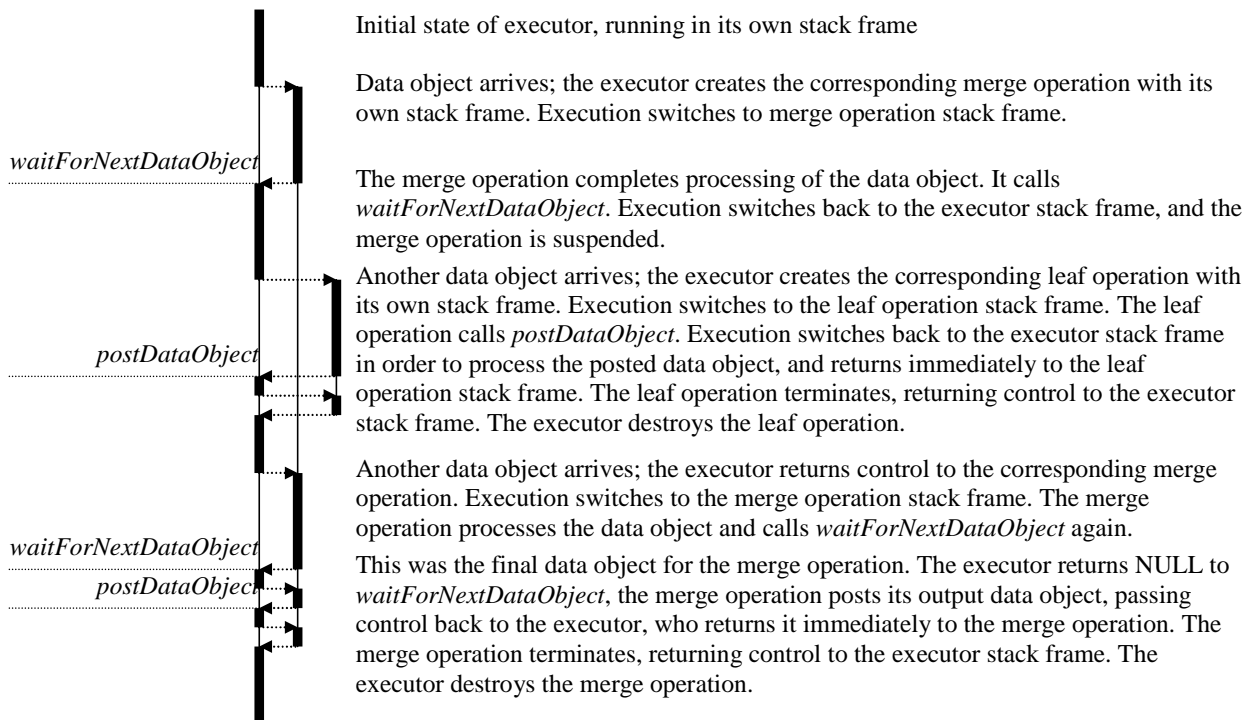 Initial state of executor, running in its own stack frame
Data object arrives; the executor creates the corresponding merge operation with its
own stack frame. Execution switches to merge operation stack frame.
waitForNextDataObject
The merge operation completes processing of the data object. It calls
waitForNextDataObject. Execution switches back to the executor stack frame, and the
merge operation is suspended.
Another data object arrives; the executor creates the corresponding leaf operation with
its own stack frame. Execution switches to the leaf operation stack frame. The leaf
operation calls postDataObject. Execution switches back to the executor stack frame
postDataObject
in order to process the posted data object, and returns immediately to the leaf
operation stack frame. The leaf operation terminates, returning control to the executor
stack frame. The executor destroys the leaf operation.
Another data object arrives; the executor returns control to the corresponding merge
operation. Execution switches to the merge operation stack frame. The merge
operation processes the data object and calls waitForNextDataObject again.
waitForNextDataObject
This was the final data object for the merge operation. The executor returns NULL to
postDataObject
waitForNextDataObject, the merge operation posts its output data object, passing
control back to the executor, who returns it immediately to the merge operation. The
merge operation terminates, returning control to the executor stack frame. The
executor destroys the merge operation.